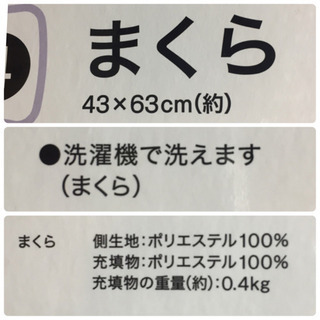 まくら
43×63cm(約)
●洗濯機で洗えます
(まくら)
まくら 側生地:ポリエステル100%
充填物:ポリエステル100%
充填物の重量(約):0.4kg